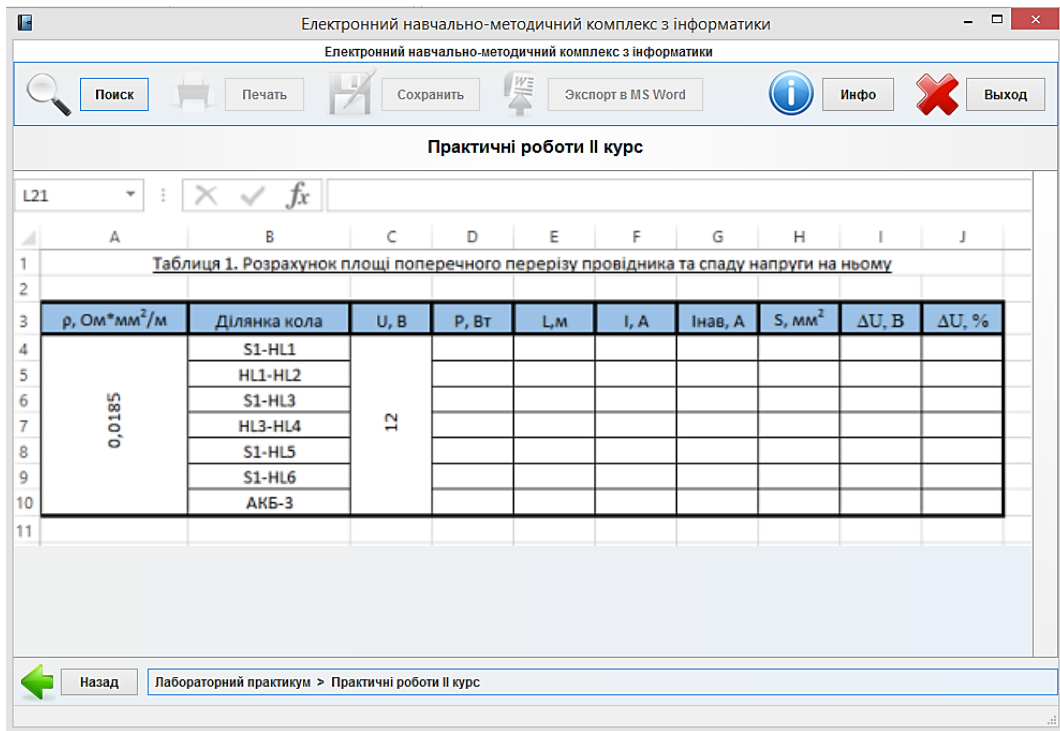 Електронний навчально-методичний комплекс з інформатики
Електронний навчально-методичний комплекс з інформатики
Поиск Печать Сохранить Экспорт в MS Word Инфо Выход
Практичні роботи II курс
L21 fx
A B C D E F G H I J
1 Таблиця 1. Розрахунок площі поперечного перерізу провідника та спаду напруги на ньому
2
3 ρ, Ом*мм²/м Ділянка кола U, В P, Вт L,м I, А Iнав, А S, мм² ΔU, В ΔU, %
4 S1-HL1
5 HL1-HL2
6 S1-HL3
7 0,0185 HL3-HL4 12
8 S1-HL5
9 S1-HL6
10 АКБ-3
11
Назад Лабораторний практикум > Практичні роботи II курс